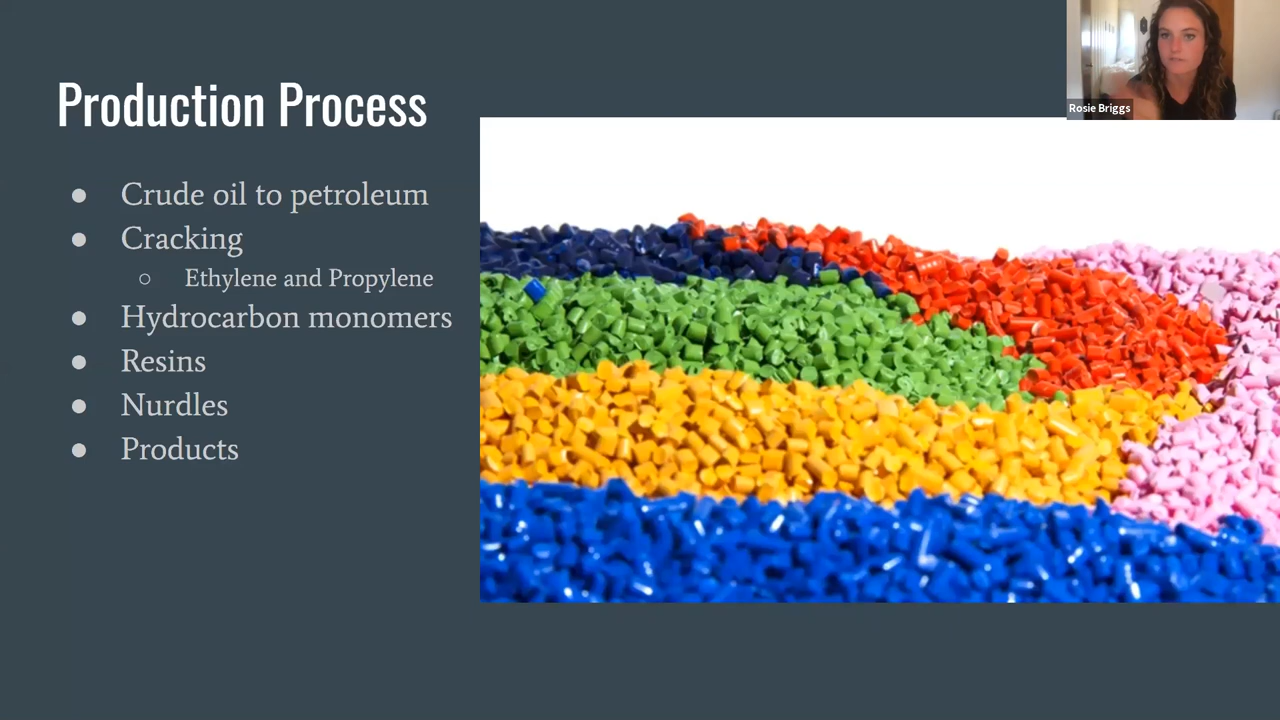 Production Process
● Crude oil to petroleum
● Cracking
○ Ethylene and Propylene
● Hydrocarbon monomers
● Resins
● Nurdles
● Products
Rosie Briggs